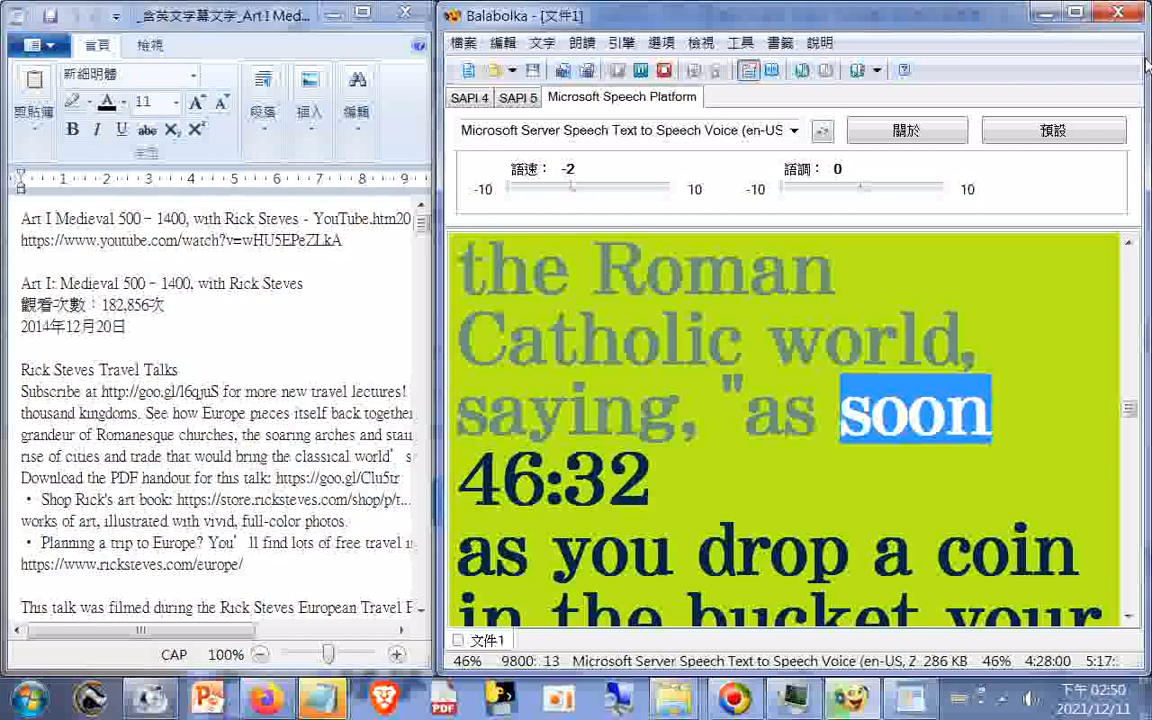 _含英文字幕文字_Art I Med...
首頁
檢視
剪貼簿
新細明體
11
B I U abc X₂ X²
字型
段落
插入
編輯
1 2 3 4 5 6 7 8 9
Art I Medieval 500 – 1400, with Rick Steves - YouTube.htm20
https://www.youtube.com/watch?v=wHU5EPeZLkA
Art I: Medieval 500 – 1400, with Rick Steves
觀看次數：182,856次
2014年12月20日
Rick Steves Travel Talks
Subscribe at http://goo.gl/l6qjuS for more new travel lectures!
thousand kingdoms. See how Europe pieces itself back together
grandeur of Romanesque churches, the soaring arches and stai
rise of cities and trade that would bring the classical world’s
Download the PDF handout for this talk: https://goo.gl/Clu5tr
• Shop Rick's art book: https://store.ricksteves.com/shop/p/t...
works of art, illustrated with vivid, full-color photos.
• Planning a trip to Europe? You’ll find lots of free travel i
https://www.ricksteves.com/europe/
This talk was filmed during the Rick Steves European Travel F
CAP 100%
Balabolka - [文件1]
檔案 編輯 文字 朗讀 引擎 選項 檢視 工具 書籤 說明
SAPI 4 SAPI 5 Microsoft Speech Platform
Microsoft Server Speech Text to Speech Voice (en-US
關於
預設
語速： -2
語調： 0
-10 10 -10 10
the Roman
Catholic world,
saying, "as soon
46:32
as you drop a coin
in the bucket your
文件1
46% 9800: 13 Microsoft Server Speech Text to Speech Voice (en-US, Z 286 KB 46% 4:28:00 5:17:
PDF
下午 02:50
2021/12/11